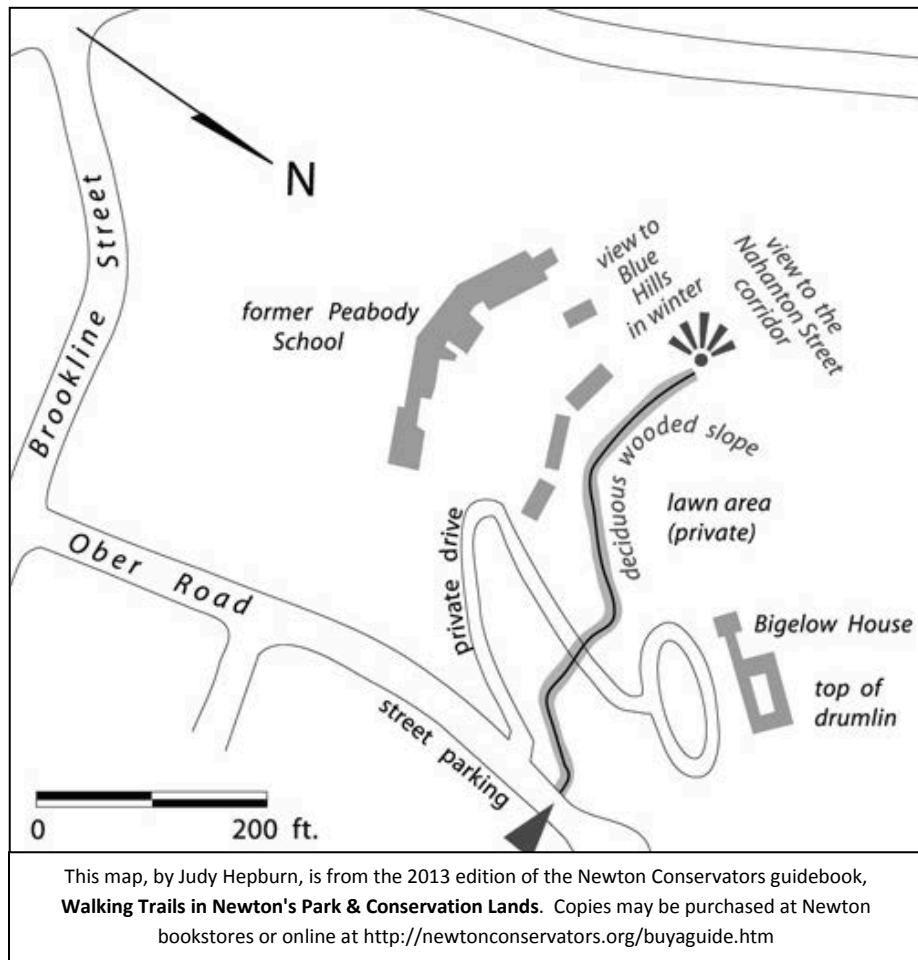 N
Brookline Street
former Peabody
School
view to
Blue
Hills
in winter
view to the
Nahanton Street
corridor
deciduous wooded slope
lawn area
(private)
private drive
Ober Road
Bigelow House
top of
drumlin
street parking
0 200 ft.
This map, by Judy Hepburn, is from the 2013 edition of the Newton Conservators guidebook,
Walking Trails in Newton's Park & Conservation Lands. Copies may be purchased at Newton
bookstores or online at http://newtonconservators.org/buyaguide.htm